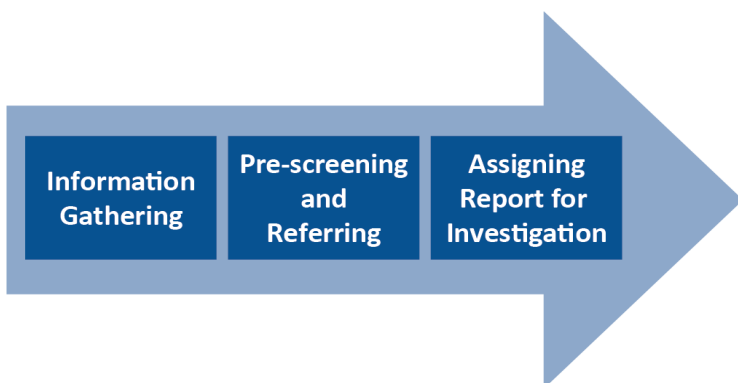 Information
Gathering
Pre-screening
and
Referring
Assigning
Report for
Investigation